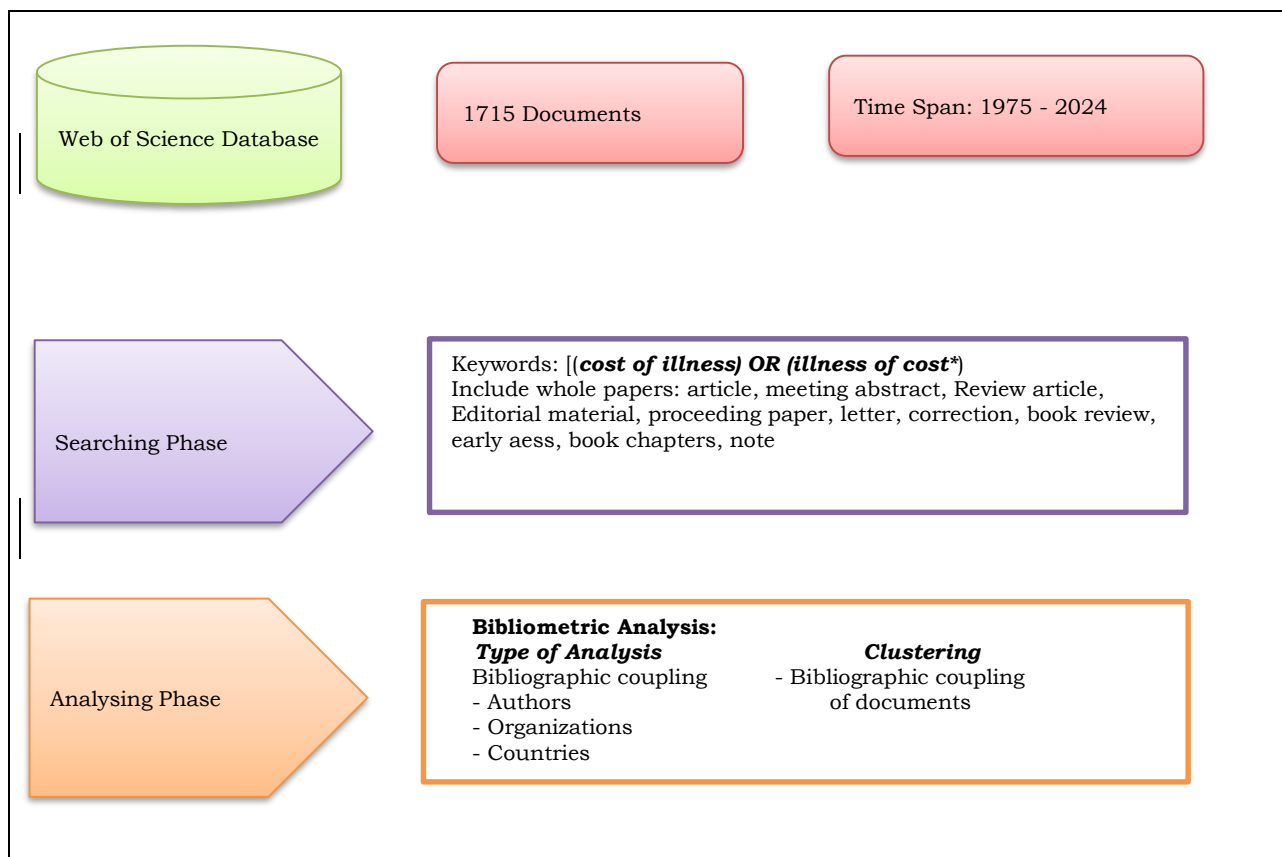 Web of Science Database
1715 Documents
Time Span: 1975 - 2024
Searching Phase
Keywords: [(cost of illness) OR (illness of cost*)
Include whole papers: article, meeting abstract, Review article,
Editorial material, proceeding paper, letter, correction, book review,
early aess, book chapters, note
Analysing Phase
Bibliometric Analysis:
Type of Analysis
Bibliographic coupling
- Authors
- Organizations
- Countries
Clustering
- Bibliographic coupling
of documents